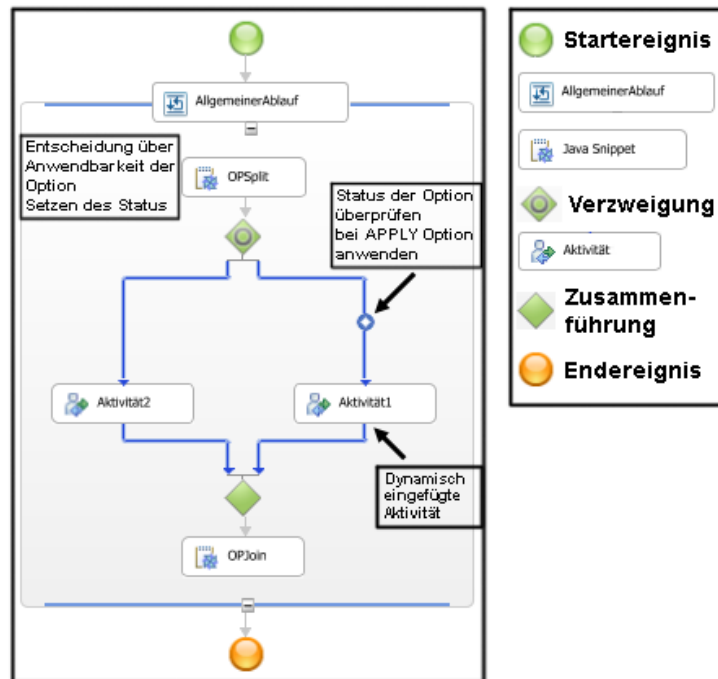 AllgemeinerAblauf
Entscheidung über
Anwendbarkeit der
Option
Setzen des Status
OPSplit
Status der Option
überprüfen
bei APPLY Option
anwenden
Aktivität2
Aktivität1
Dynamisch
eingefügte
Aktivität
OPJoin
Startereignis
AllgemeinerAblauf
Java Snippet
Verzweigung
Aktivität
Zusammen-
führung
Endereignis